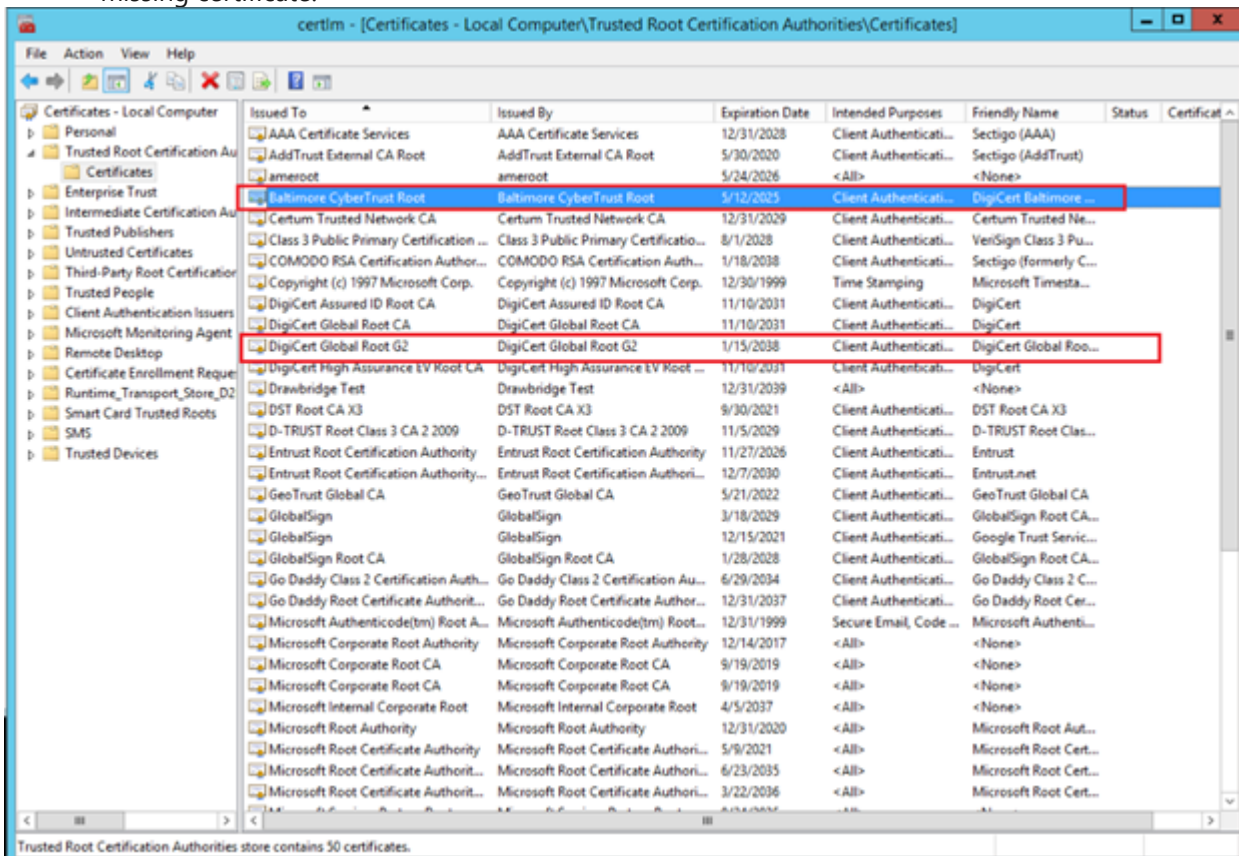 missing certificate.
certlm - [Certificates - Local Computer\Trusted Root Certification Authorities\Certificates]
File Action View Help
Certificates - Local Computer
Personal
Trusted Root Certification Au
Certificates
Enterprise Trust
Intermediate Certification Au
Trusted Publishers
Untrusted Certificates
Third-Party Root Certification
Trusted People
Client Authentication Issuers
Microsoft Monitoring Agent
Remote Desktop
Certificate Enrollment Reque
Runtime_Transport_Store_D2
Smart Card Trusted Roots
SMS
Trusted Devices
Issued To Issued By Expiration Date Intended Purposes Friendly Name Status Certificat
AAA Certificate Services AAA Certificate Services 12/31/2028 Client Authenticati... Sectigo (AAA)
AddTrust External CA Root AddTrust External CA Root 5/30/2020 Client Authenticati... Sectigo (AddTrust)
ameroot ameroot 5/24/2026 <All> <None>
Baltimore CyberTrust Root Baltimore CyberTrust Root 5/12/2025 Client Authenticati... DigiCert Baltimore ...
Certum Trusted Network CA Certum Trusted Network CA 12/31/2029 Client Authenticati... Certum Trusted Ne...
Class 3 Public Primary Certification ... Class 3 Public Primary Certificatio... 8/1/2028 Client Authenticati... VeriSign Class 3 Pu...
COMODO RSA Certification Author... COMODO RSA Certification Auth... 1/18/2038 Client Authenticati... Sectigo (formerly C...
Copyright (c) 1997 Microsoft Corp. Copyright (c) 1997 Microsoft Corp. 12/30/1999 Time Stamping Microsoft Timesta...
DigiCert Assured ID Root CA DigiCert Assured ID Root CA 11/10/2031 Client Authenticati... DigiCert
DigiCert Global Root CA DigiCert Global Root CA 11/10/2031 Client Authenticati... DigiCert
DigiCert Global Root G2 DigiCert Global Root G2 1/15/2038 Client Authenticati... DigiCert Global Roo...
DigiCert High Assurance EV Root CA DigiCert High Assurance EV Root ... 11/10/2031 Client Authenticati... DigiCert
Drawbridge Test Drawbridge Test 12/31/2039 <All> <None>
DST Root CA X3 DST Root CA X3 9/30/2021 Client Authenticati... DST Root CA X3
D-TRUST Root Class 3 CA 2 2009 D-TRUST Root Class 3 CA 2 2009 11/5/2029 Client Authenticati... D-TRUST Root Clas...
Entrust Root Certification Authority Entrust Root Certification Authority 11/27/2026 Client Authenticati... Entrust
Entrust Root Certification Authority... Entrust Root Certification Authori... 12/7/2030 Client Authenticati... Entrust.net
GeoTrust Global CA GeoTrust Global CA 5/21/2022 Client Authenticati... GeoTrust Global CA
GlobalSign GlobalSign 3/18/2029 Client Authenticati... GlobalSign Root CA...
GlobalSign GlobalSign 12/15/2021 Client Authenticati... Google Trust Servic...
GlobalSign Root CA GlobalSign Root CA 1/28/2028 Client Authenticati... GlobalSign Root CA...
Go Daddy Class 2 Certification Auth... Go Daddy Class 2 Certification Au... 6/29/2034 Client Authenticati... Go Daddy Class 2 C...
Go Daddy Root Certificate Authorit... Go Daddy Root Certificate Author... 12/31/2037 Client Authenticati... Go Daddy Root Cer...
Microsoft Authenticode(tm) Root A... Microsoft Authenticode(tm) Root... 12/31/1999 Secure Email, Code ... Microsoft Authenti...
Microsoft Corporate Root Authority Microsoft Corporate Root Authority 12/14/2017 <All> <None>
Microsoft Corporate Root CA Microsoft Corporate Root CA 9/19/2019 <All> <None>
Microsoft Corporate Root CA Microsoft Corporate Root CA 9/19/2019 <All> <None>
Microsoft Internal Corporate Root Microsoft Internal Corporate Root 4/5/2037 <All> <None>
Microsoft Root Authority Microsoft Root Authority 12/31/2020 <All> Microsoft Root Aut...
Microsoft Root Certificate Authority Microsoft Root Certificate Authori... 5/9/2021 <All> Microsoft Root Cert...
Microsoft Root Certificate Authorit... Microsoft Root Certificate Authori... 6/23/2035 <All> Microsoft Root Cert...
Microsoft Root Certificate Authorit... Microsoft Root Certificate Authori... 3/22/2036 <All> Microsoft Root Cert...
Trusted Root Certification Authorities store contains 50 certificates.